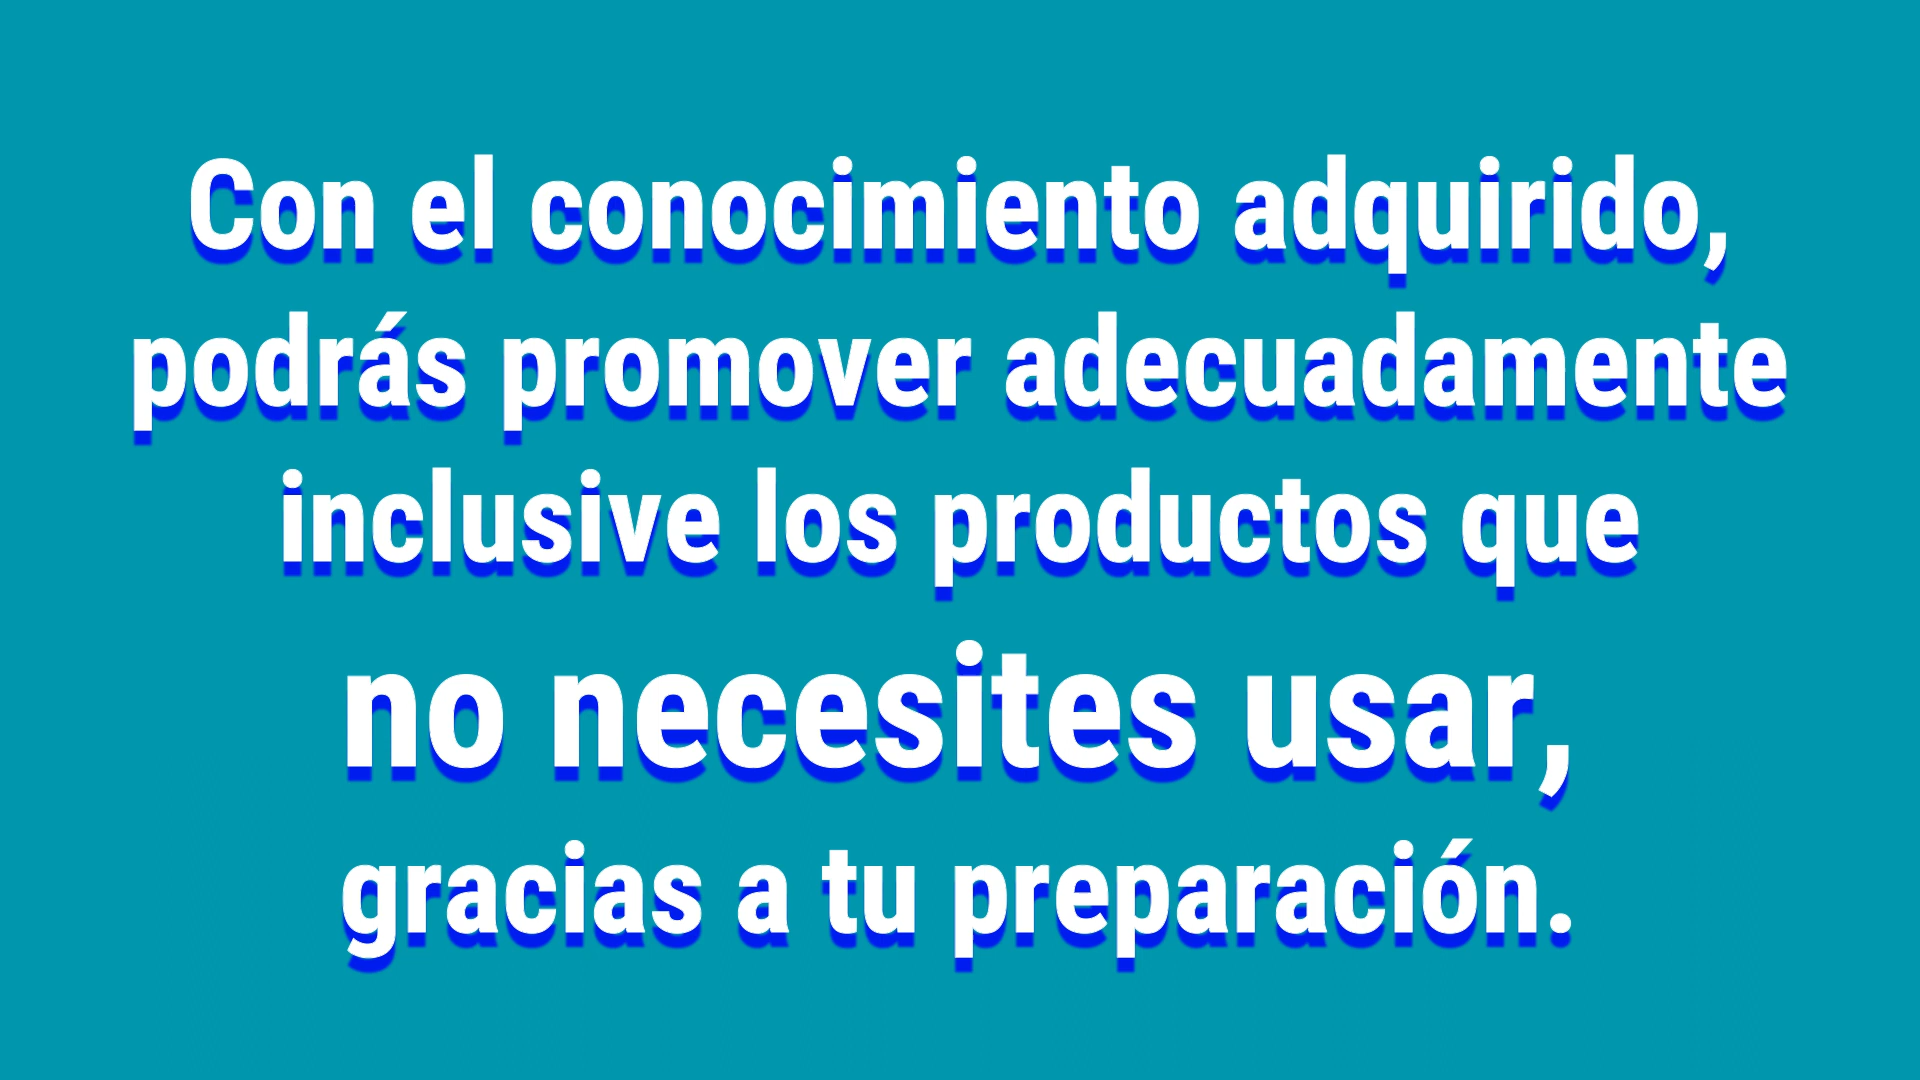 Con el conocimiento adquirido,
podrás promover adecuadamente
inclusive los productos que
no necesites usar,
gracias a tu preparación.